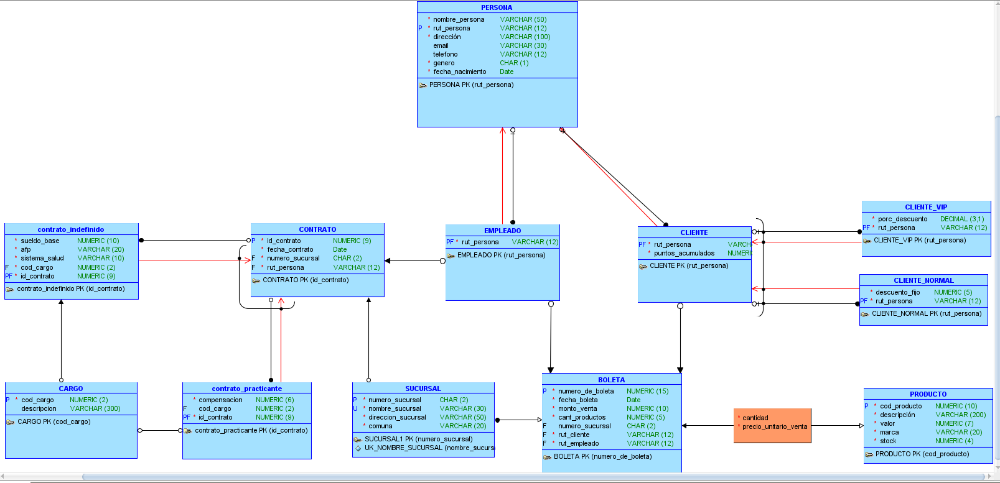 PERSONA
* nombre_persona VARCHAR (50)
P * rut_persona VARCHAR (12)
* dirección VARCHAR (100)
email VARCHAR (30)
telefono VARCHAR (12)
* genero CHAR (1)
* fecha_nacimiento Date
PERSONA PK (rut_persona)
contrato_indefinido
* sueldo_base NUMERIC (10)
* afp VARCHAR (20)
* sistema_salud VARCHAR (10)
F * cod_cargo NUMERIC (2)
PF * id_contrato NUMERIC (9)
contrato_indefinido PK (id_contrato)
CONTRATO
P * id_contrato NUMERIC (9)
* fecha_contrato Date
F * numero_sucursal CHAR (2)
F * rut_persona VARCHAR (12)
CONTRATO PK (id_contrato)
EMPLEADO
PF * rut_persona VARCHAR (12)
EMPLEADO PK (rut_persona)
CLIENTE
PF * rut_persona VARCH
* puntos_acumulados NUMERI
CLIENTE PK (rut_persona)
CLIENTE_VIP
* porc_descuento DECIMAL (3,1)
PF * rut_persona VARCHAR (12)
CLIENTE_VIP PK (rut_persona)
CLIENTE_NORMAL
* descuento_fijo NUMERIC (5)
PF * rut_persona VARCHAR (12)
CLIENTE_NORMAL PK (rut_persona)
CARGO
P * cod_cargo NUMERIC (2)
descripcion VARCHAR (300)
CARGO PK (cod_cargo)
contrato_practicante
* compensacion NUMERIC (6)
F cod_cargo NUMERIC (2)
PF * id_contrato NUMERIC (9)
contrato_practicante PK (id_contrato)
SUCURSAL
P * numero_sucursal CHAR (2)
U * nombre_sucursal VARCHAR (30)
* direccion_sucursal VARCHAR (50)
* comuna VARCHAR (20)
SUCURSAL1 PK (numero_sucursal)
UK_NOMBRE_SUCURSAL (nombre_sucurs
BOLETA
P * numero_de_boleta NUMERIC (15)
* fecha_boleta Date
* monto_venta NUMERIC (10)
* cant_productos NUMERIC (5)
F numero_sucursal CHAR (2)
F * rut_cliente VARCHAR (12)
F * rut_empleado VARCHAR (12)
BOLETA PK (numero_de_boleta)
* cantidad
* precio_unitario_venta
PRODUCTO
P * cod_producto NUMERIC (10)
* descripción VARCHAR (200)
* valor NUMERIC (7)
* marca VARCHAR (20)
* stock NUMERIC (4)
PRODUCTO PK (cod_producto)